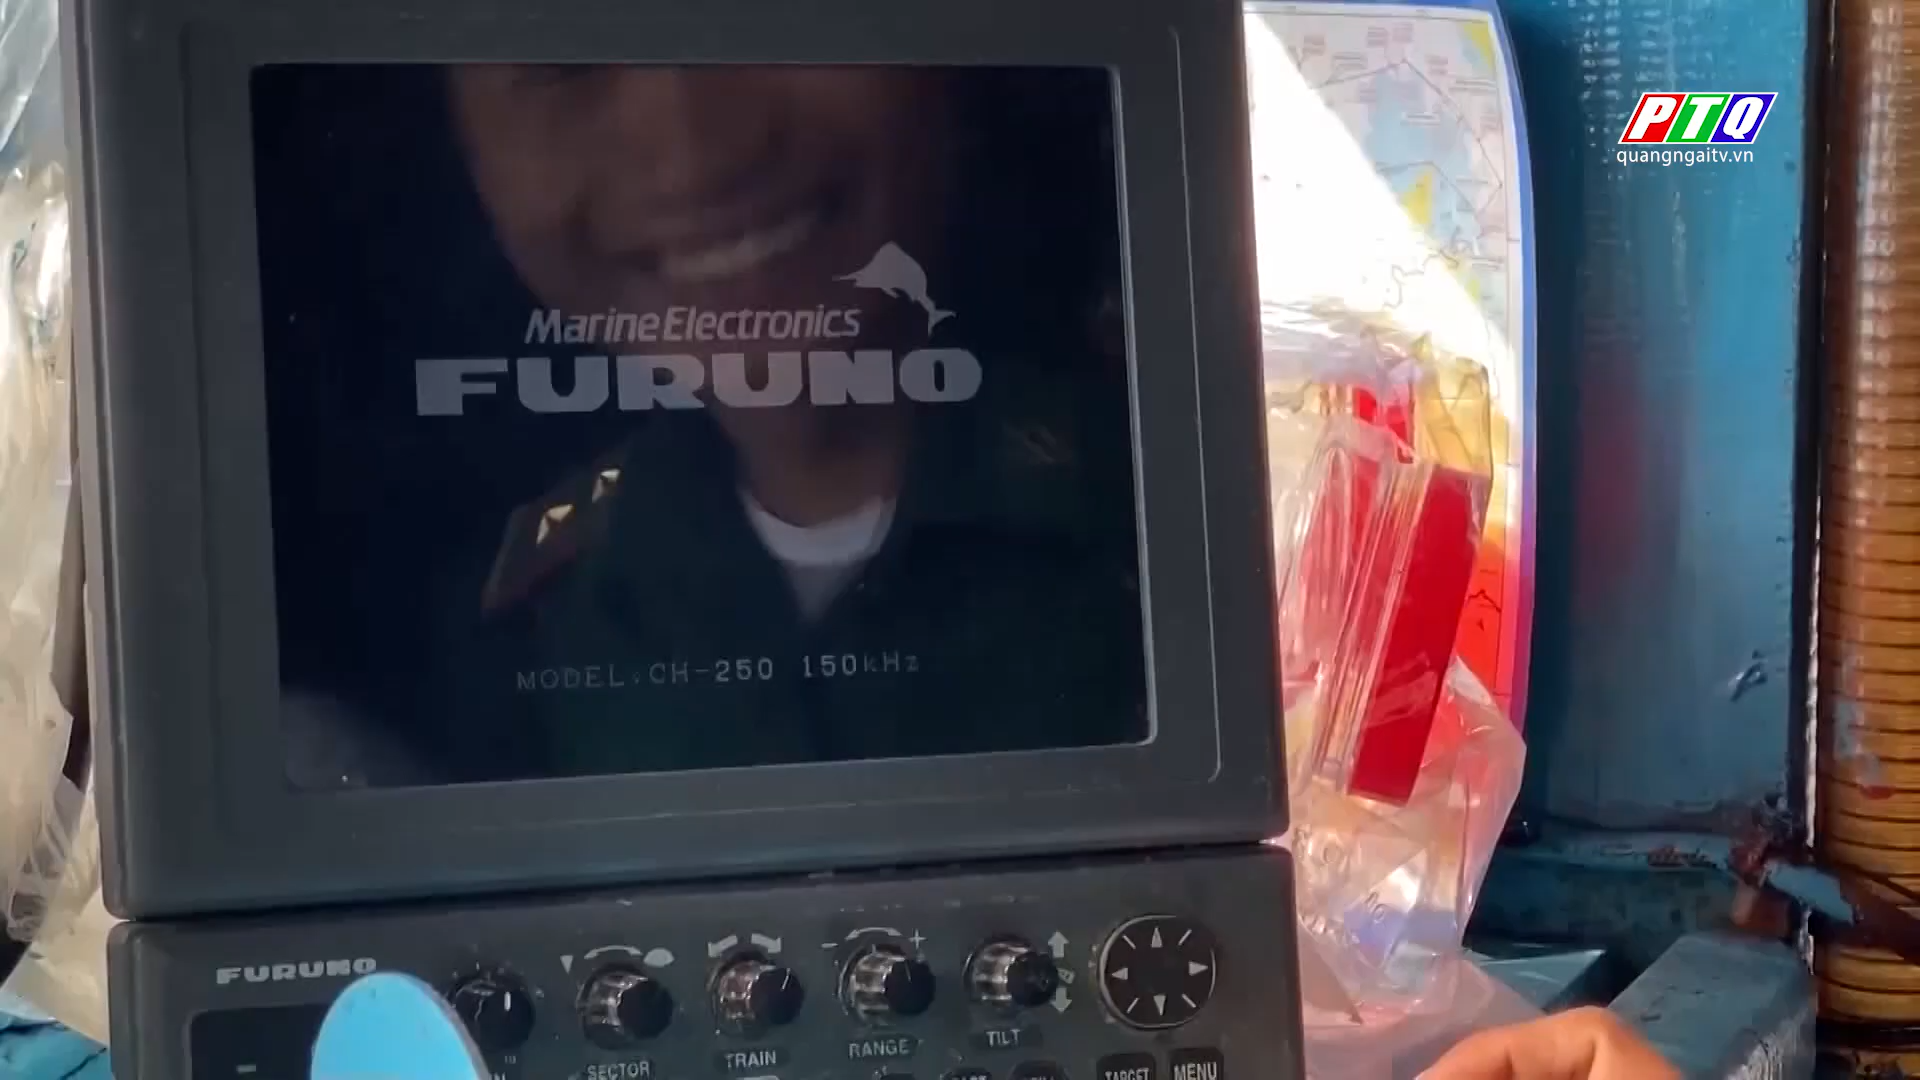 PTQ
quangngaitv.vn
Marine Electronics
FURUNO
MODEL:CH-250 150kHz
FURUNO
SECTOR
TRAIN
RANGE
TILT
TARGET
MENU